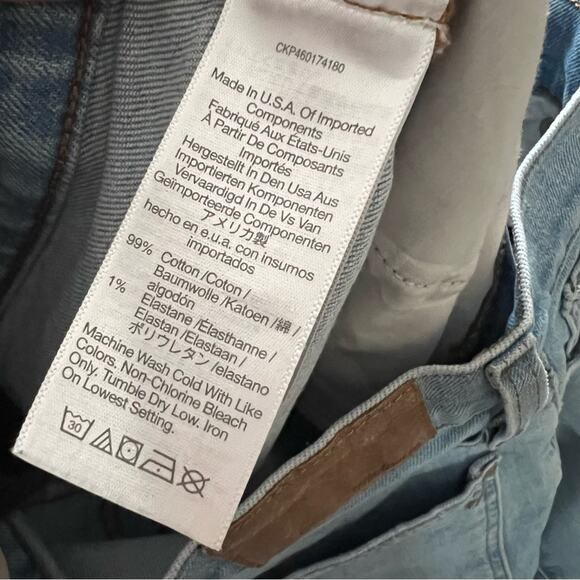 CKP460174180
Made In U.S.A. Of Imported
Components
Fabriqué Aux États-Unis
À Partir De Composants
Importés
Hergestellt In Den Usa Aus
Importierten Komponenten
Vervaardigd In De Vs Van
Geïmporteerde Componenten
アメリカ製
hecho en e.u.a. con insumos
importados
99% Cotton /Coton /
Baumwolle /Katoen /綿 /
algodón
1% Elastane /Elasthanne /
Elastan /Elastaan /
ポリウレタン /elastano
Machine Wash Cold With Like
Colors. Non-Chlorine Bleach
Only. Tumble Dry Low. Iron
On Lowest Setting.
30